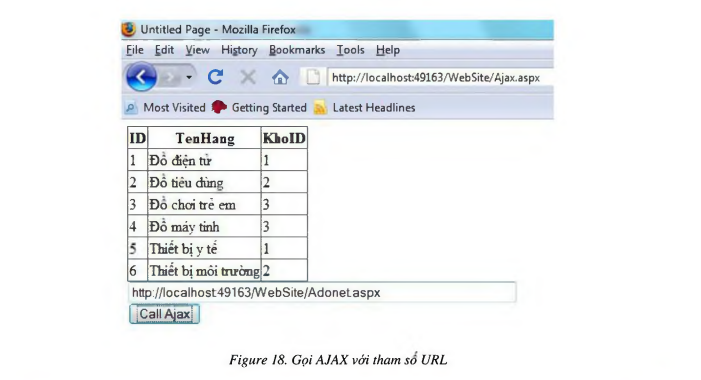 Untitled Page - Mozilla Firefox
File Edit View History Bookmarks Tools Help
http://localhost:49163/WebSite/Ajax.aspx
Most Visited Getting Started Latest Headlines
ID TenHang KhoID
1 Đồ điện tử 1
2 Đồ tiêu dùng 2
3 Đồ chơi trẻ em 3
4 Đồ máy tính 3
5 Thiết bị y tế 1
6 Thiết bị môi trường 2
http://localhost:49163/WebSite/Adonet.aspx
Call Ajax
Figure 18. Gọi AJAX với tham số URL